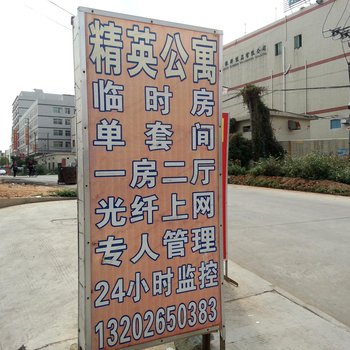 精英公寓
临时房
单套间
一房二厅
光纤上网
专人管理
24小时监控
13202650383